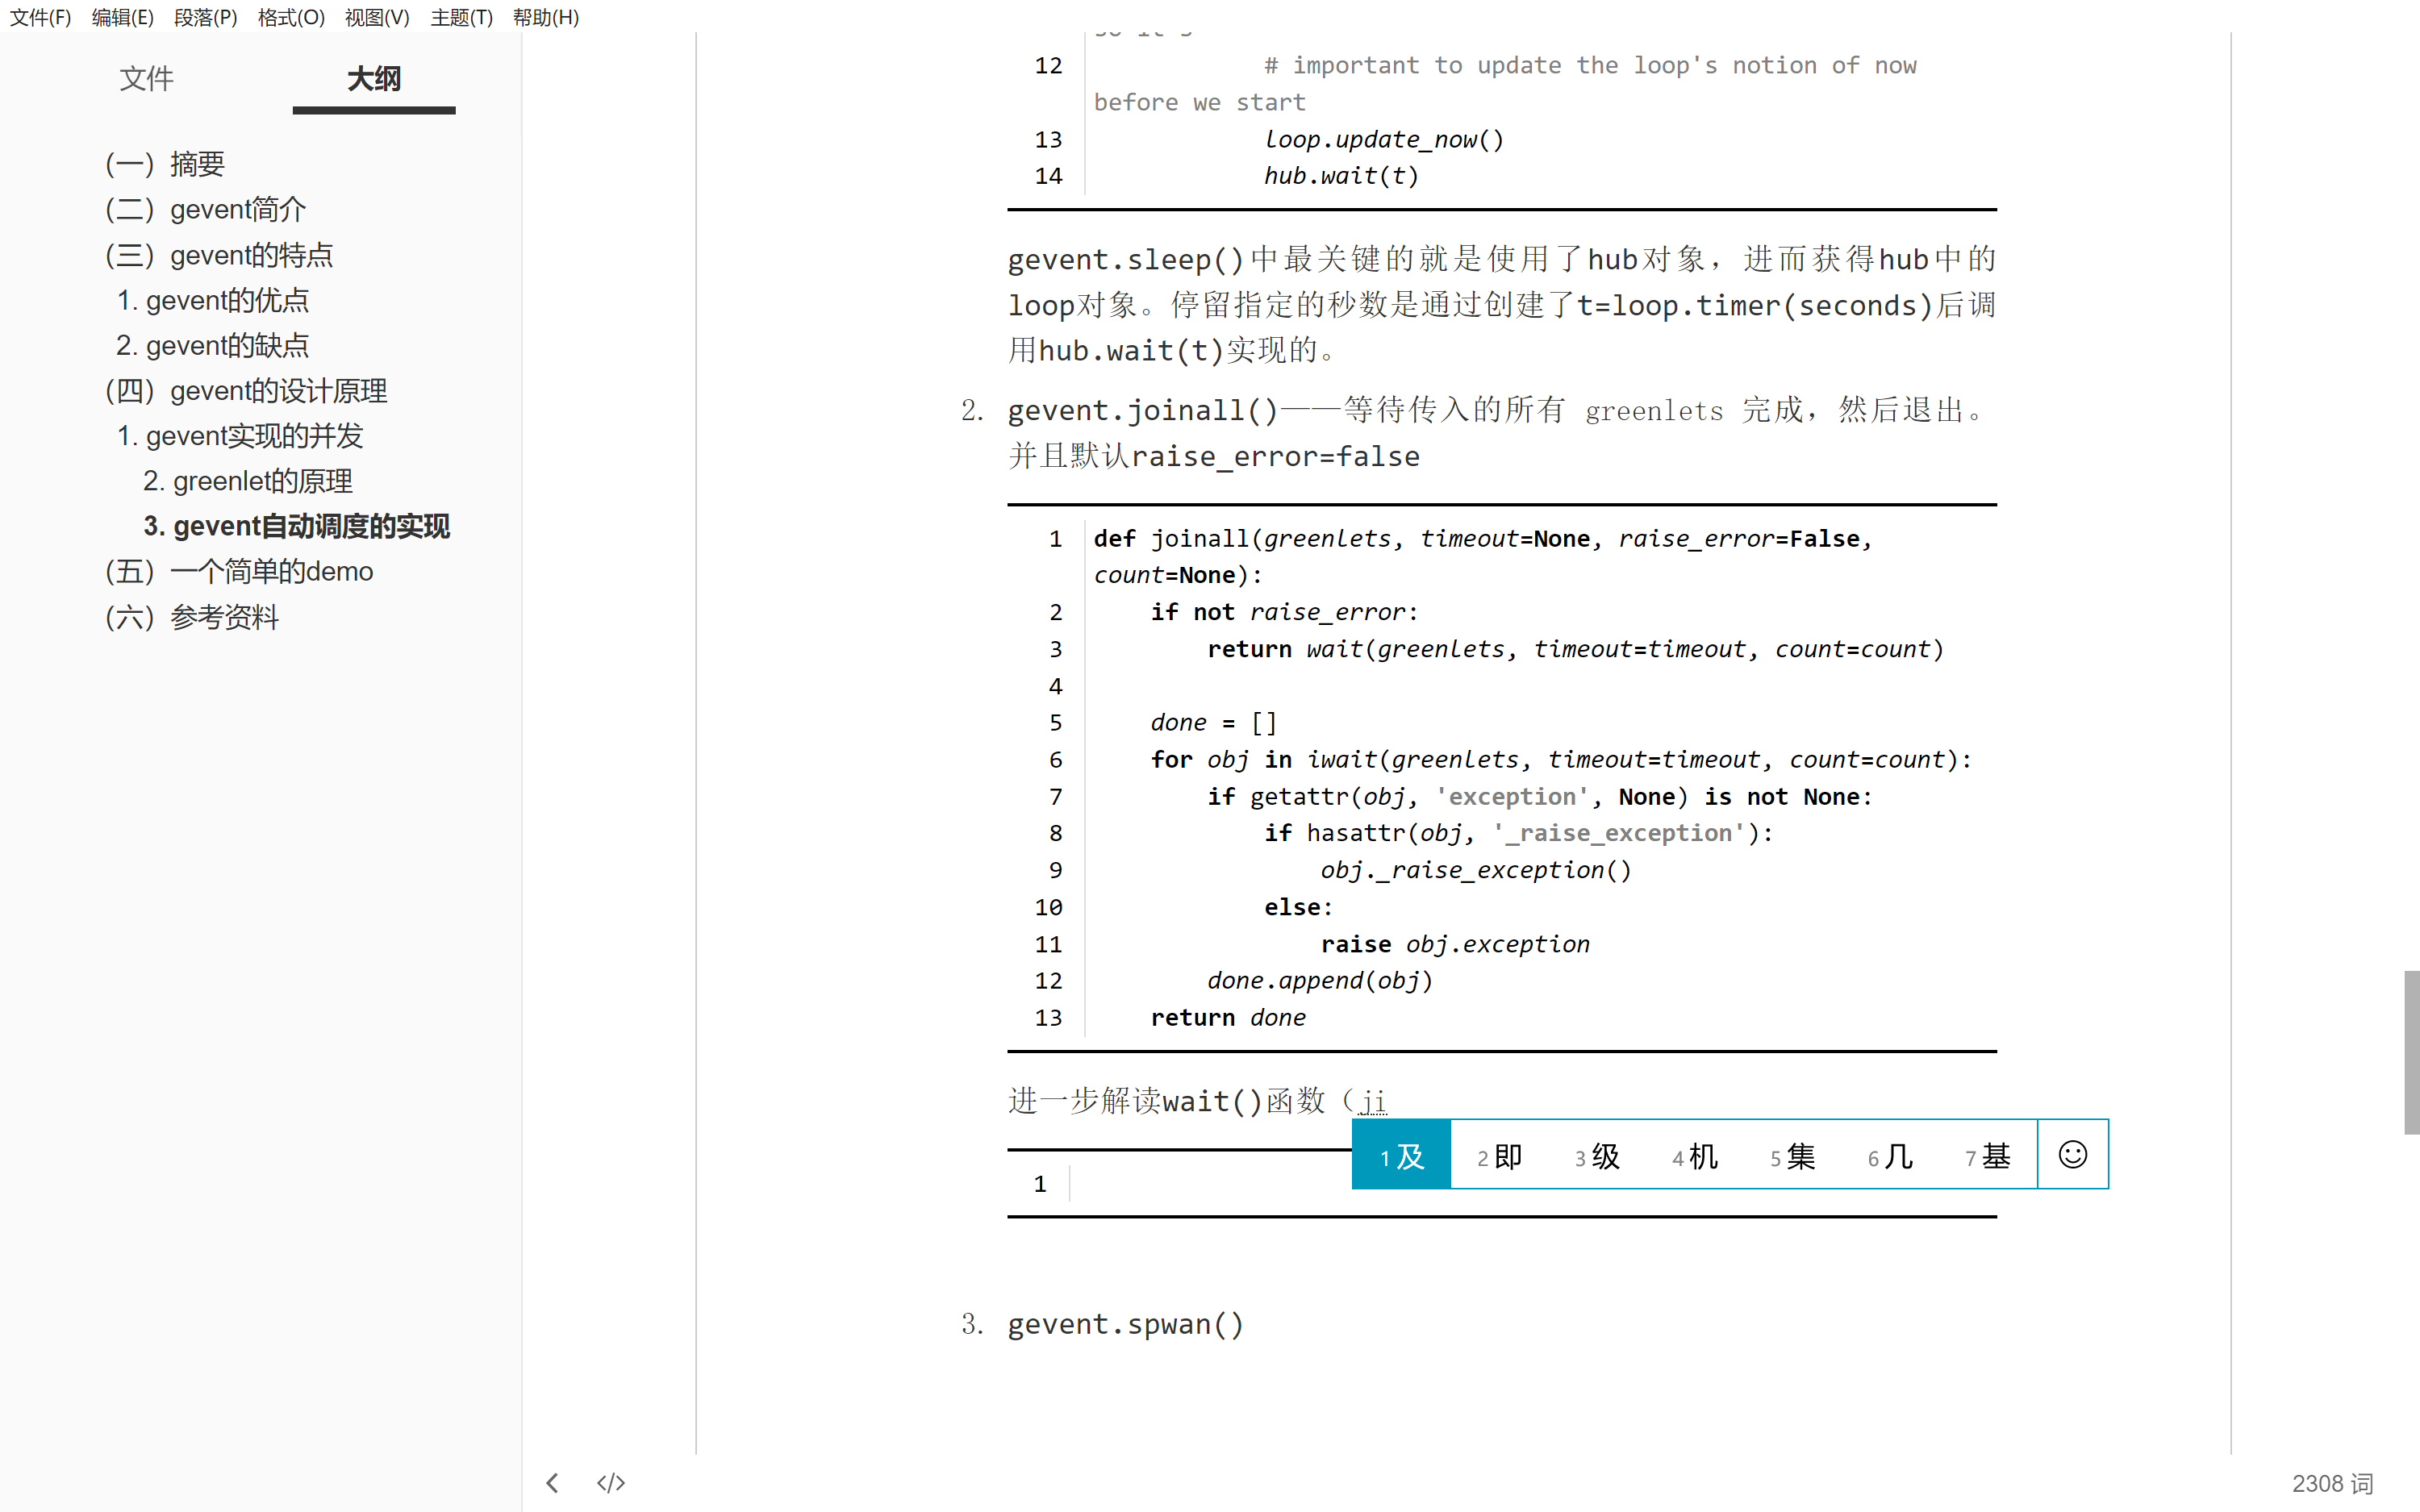 文件(F) 编辑(E) 段落(P) 格式(O) 视图(V) 主题(T) 帮助(H)
文件 大纲
(一) 摘要
(二) gevent简介
(三) gevent的特点
1. gevent的优点
2. gevent的缺点
(四) gevent的设计原理
1. gevent实现的并发
2. greenlet的原理
3. gevent自动调度的实现
(五) 一个简单的demo
(六) 参考资料
so it's
12 # important to update the loop's notion of now
before we start
13 loop.update_now()
14 hub.wait(t)
gevent.sleep()中最关键的就是使用了hub对象，进而获得hub中的
loop对象。停留指定的秒数是通过创建了t=loop.timer(seconds)后调
用hub.wait(t)实现的。
2. gevent.joinall()——等待传入的所有 greenlets 完成，然后退出。
并且默认raise_error=false
1 def joinall(greenlets, timeout=None, raise_error=False,
count=None):
2 if not raise_error:
3 return wait(greenlets, timeout=timeout, count=count)
4
5 done = []
6 for obj in iwait(greenlets, timeout=timeout, count=count):
7 if getattr(obj, 'exception', None) is not None:
8 if hasattr(obj, '_raise_exception'):
9 obj._raise_exception()
10 else:
11 raise obj.exception
12 done.append(obj)
13 return done
进一步解读wait()函数（ji
1 及 2 即 3 级 4 机 5 集 6 几 7 基
1
3. gevent.spwan()
</> 2308 词